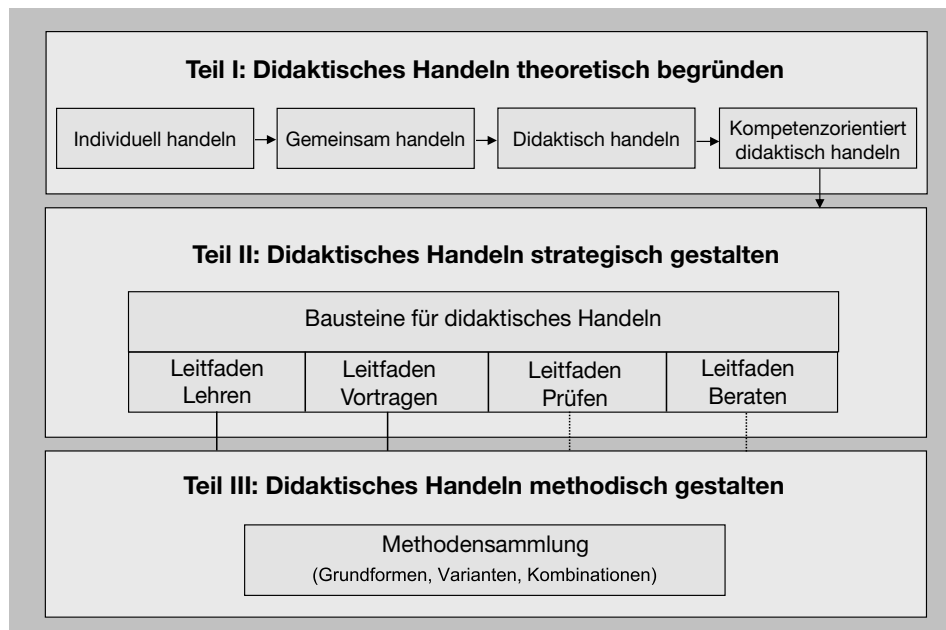 Teil I: Didaktisches Handeln theoretisch begründen
Individuell handeln
Gemeinsam handeln
Didaktisch handeln
Kompetenzorientiert
didaktisch handeln
Teil II: Didaktisches Handeln strategisch gestalten
Bausteine für didaktisches Handeln
Leitfaden
Lehren
Leitfaden
Vortragen
Leitfaden
Prüfen
Leitfaden
Beraten
Teil III: Didaktisches Handeln methodisch gestalten
Methodensammlung
(Grundformen, Varianten, Kombinationen)